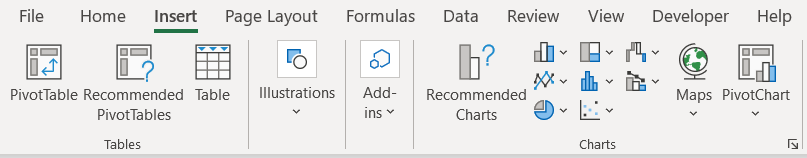 File Home Insert Page Layout Formulas Data Review View Developer Help
PivotTable Recommended PivotTables Table Illustrations Add-ins Recommended Charts Maps PivotChart
Tables Charts